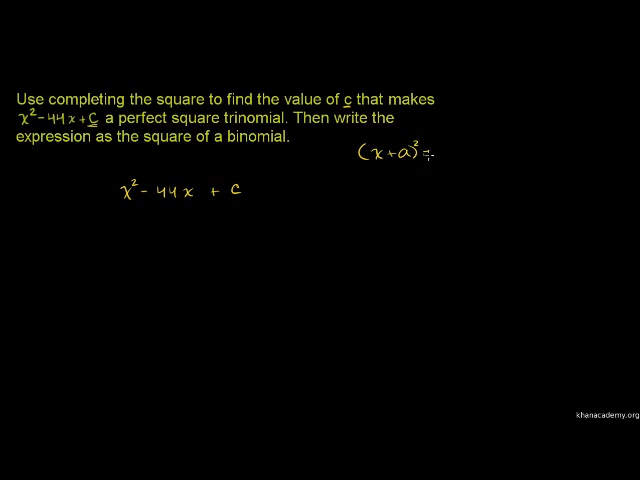 Use completing the square to find the value of c that makes
x² - 44x + c a perfect square trinomial. Then write the
expression as the square of a binomial.
(x + a)² =
x² - 44x + c
khanacademy.org